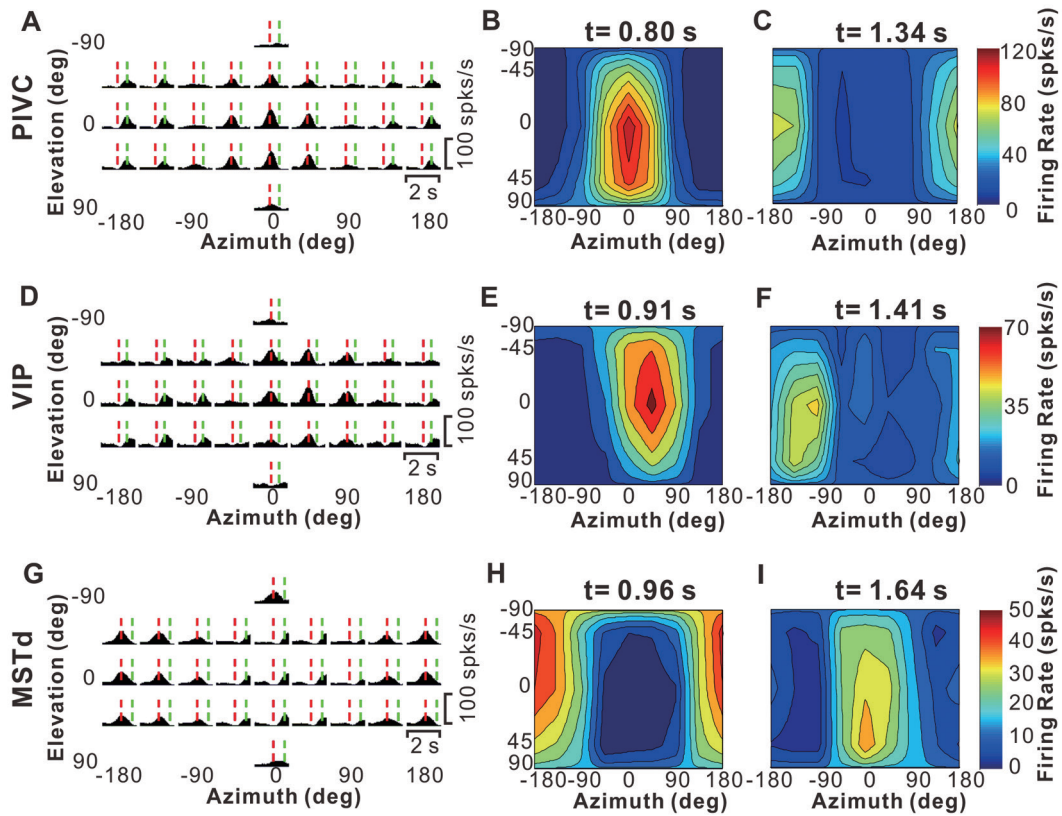 A
PIVC
Elevation (deg)
-90
0
90
100 spks/s
2 s
-180 -90 0 90 180
Azimuth (deg)
B
t= 0.80 s
-90
-45
0
45
90
-180 -90 0 90 180
Azimuth (deg)
C
t= 1.34 s
-180 -90 0 90 180
Azimuth (deg)
120
80
40
0
Firing Rate (spks/s)
D
VIP
Elevation (deg)
-90
0
90
100 spks/s
2 s
-180 -90 0 90 180
Azimuth (deg)
E
t= 0.91 s
-90
-45
0
45
90
-180 -90 0 90 180
Azimuth (deg)
F
t= 1.41 s
-180 -90 0 90 180
Azimuth (deg)
70
35
0
Firing Rate (spks/s)
G
MSTd
Elevation (deg)
-90
0
90
100 spks/s
2 s
-180 -90 0 90 180
Azimuth (deg)
H
t= 0.96 s
-90
-45
0
45
90
-180 -90 0 90 180
Azimuth (deg)
I
t= 1.64 s
-180 -90 0 90 180
Azimuth (deg)
50
40
30
20
10
0
Firing Rate (spks/s)